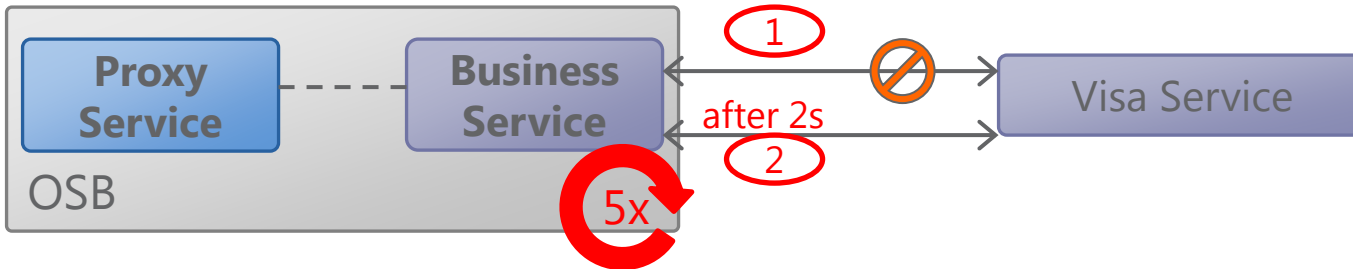 Proxy
Service
Business
Service
OSB
1
after 2s
2
5x
Visa Service